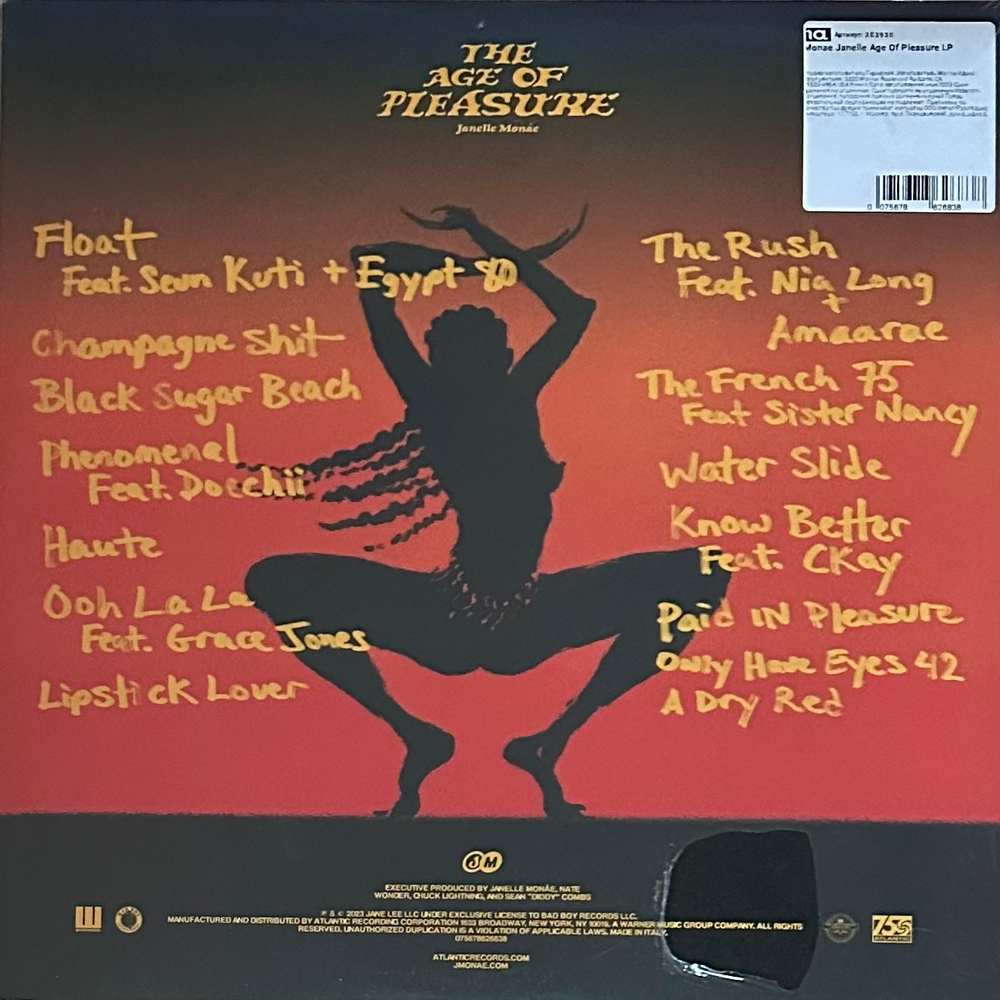 THE
AGE OF
PLEASURE
Janelle Monáe
Артикул: 383930
Monae Janelle Age Of Pleasure LP
0 075678 626838
Float
Feat. Seun Kuti + Egypt 80
Champagne Shit
Black Sugar Beach
Phenomenal
Feat. Doechii
Haute
Ooh La La
Feat. Grace Jones
Lipstick Lover
The Rush
Feat. Nia Long
+
Amaarae
The French 75
Feat Sister Nancy
Water Slide
Know Better
Feat. CKay
Paid IN Pleasure
Only Have Eyes 42
A Dry Red
EXECUTIVE PRODUCED BY JANELLE MONÁE, NATE
WONDER, CHUCK LIGHTNING, AND SEAN "DIDDY" COMBS
℗ & © 2023 JANE LEE LLC UNDER EXCLUSIVE LICENSE TO BAD BOY RECORDS LLC.
MANUFACTURED AND DISTRIBUTED BY ATLANTIC RECORDING CORPORATION 1633 BROADWAY, NEW YORK, NY 10019. A WARNER MUSIC GROUP COMPANY. ALL RIGHTS
RESERVED. UNAUTHORIZED DUPLICATION IS A VIOLATION OF APPLICABLE LAWS. MADE IN ITALY.
075678626838
ATLANTICRECORDS.COM
JMONAE.COM
75
ATLANTIC